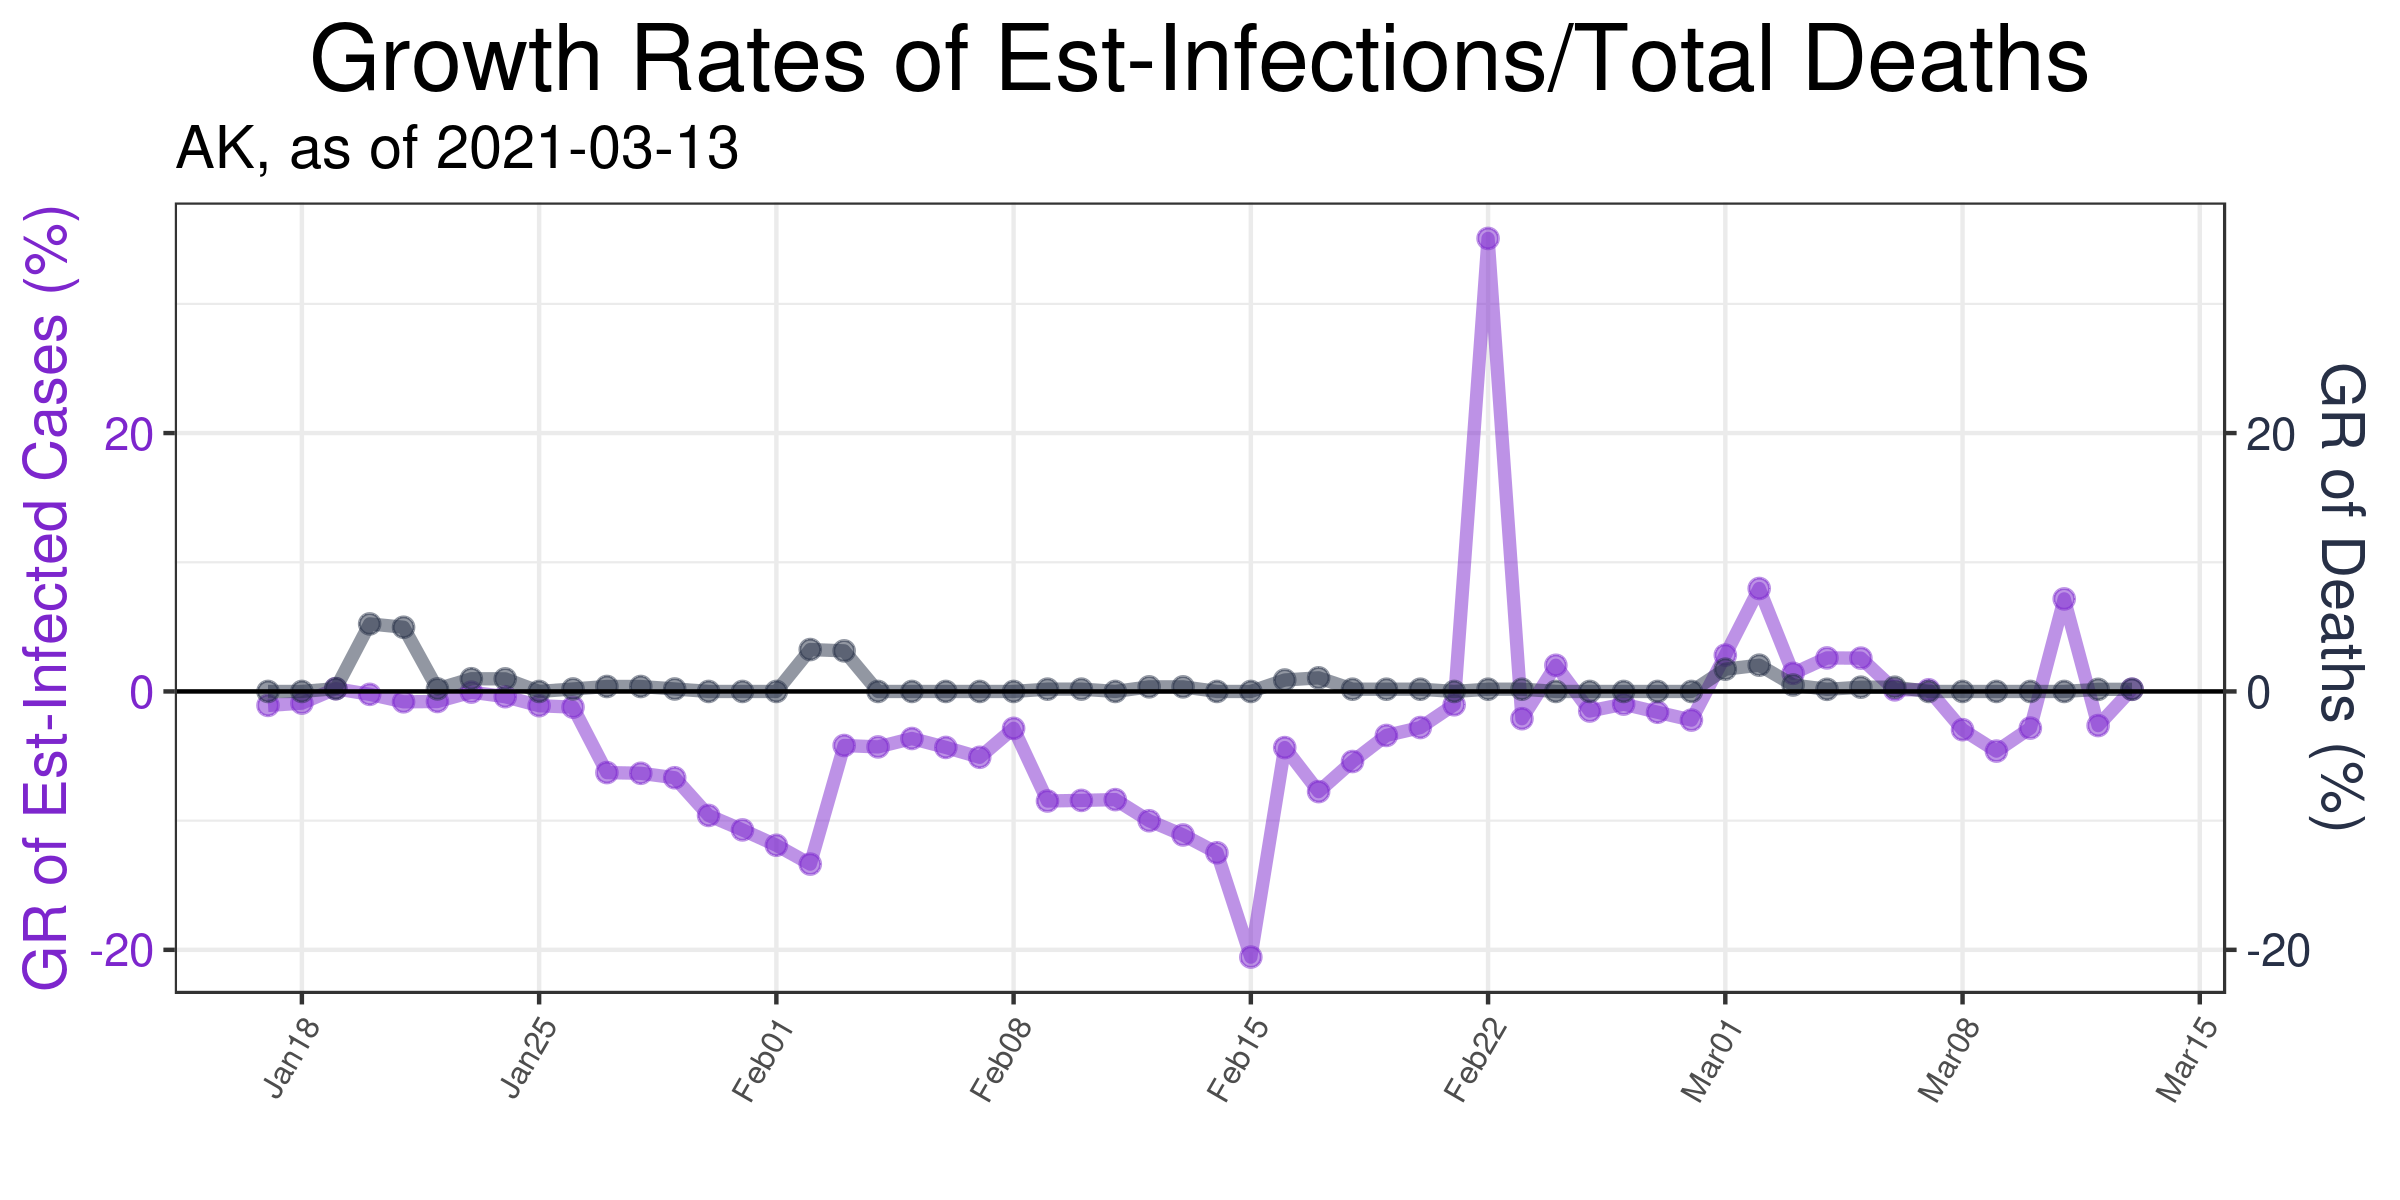 Growth Rates of Est-Infections/Total Deaths
AK, as of 2021-03-13
GR of Est-Infected Cases (%)
20
0
-20
20
0
-20
GR of Deaths (%)
Jan18
Jan25
Feb01
Feb08
Feb15
Feb22
Mar01
Mar08
Mar15